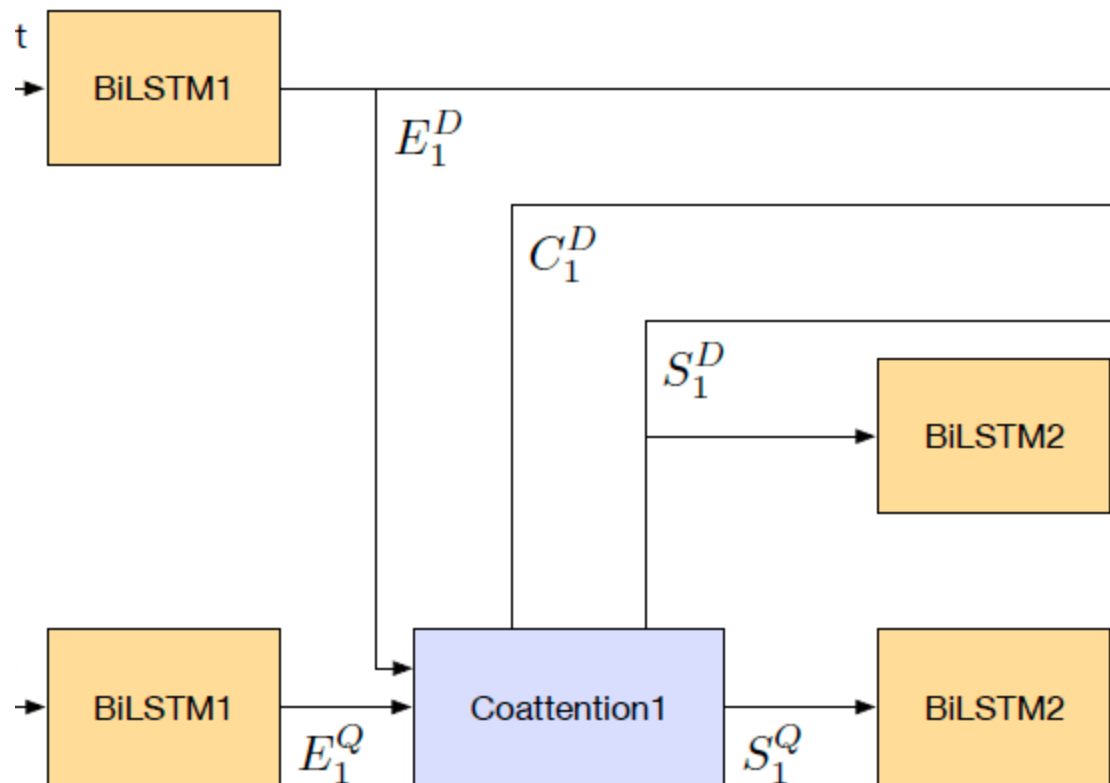 t
BiLSTM1
E_1^D
C_1^D
S_1^D
BiLSTM2
BiLSTM1
Coattention1
BiLSTM2
E_1^Q
S_1^Q